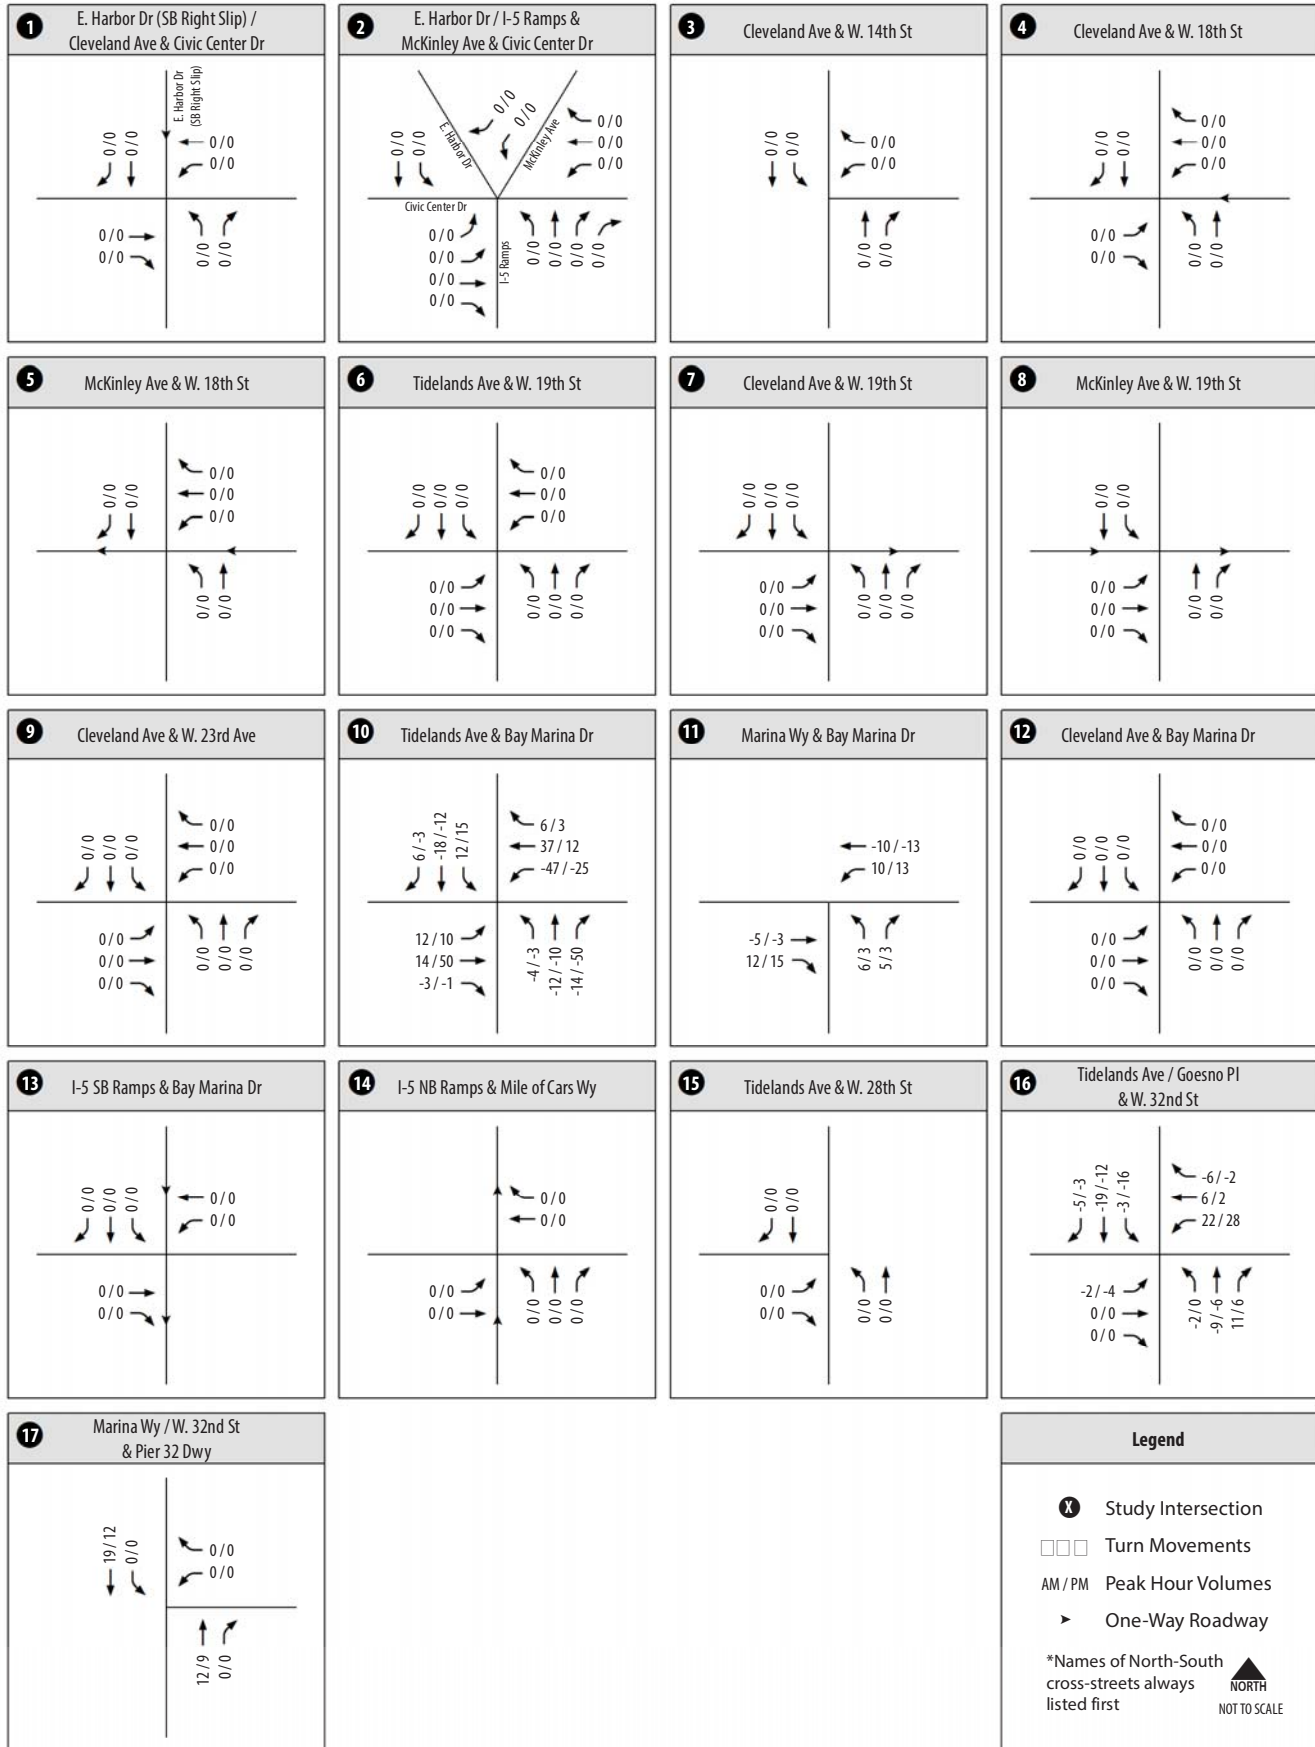 1
E. Harbor Dr (SB Right Slip) /
Cleveland Ave & Civic Center Dr
E. Harbor Dr
(SB Right Slip)
0 / 0
0 / 0
0 / 0
0 / 0
0 / 0
0 / 0
0 / 0
0 / 0
2
E. Harbor Dr / I-5 Ramps &
McKinley Ave & Civic Center Dr
0 / 0
0 / 0
E. Harbor Dr
McKinley Ave
0 / 0
0 / 0
0 / 0
0 / 0
0 / 0
Civic Center Dr
I-5 Ramps
0 / 0
0 / 0
0 / 0
0 / 0
0 / 0
0 / 0
0 / 0
0 / 0
3
Cleveland Ave & W. 14th St
0 / 0
0 / 0
0 / 0
0 / 0
0 / 0
0 / 0
4
Cleveland Ave & W. 18th St
0 / 0
0 / 0
0 / 0
0 / 0
0 / 0
0 / 0
0 / 0
0 / 0
0 / 0
5
McKinley Ave & W. 18th St
0 / 0
0 / 0
0 / 0
0 / 0
0 / 0
0 / 0
0 / 0
6
Tidelands Ave & W. 19th St
0 / 0
0 / 0
0 / 0
0 / 0
0 / 0
0 / 0
0 / 0
0 / 0
0 / 0
0 / 0
0 / 0
0 / 0
7
Cleveland Ave & W. 19th St
0 / 0
0 / 0
0 / 0
0 / 0
0 / 0
0 / 0
0 / 0
0 / 0
0 / 0
8
McKinley Ave & W. 19th St
0 / 0
0 / 0
0 / 0
0 / 0
0 / 0
0 / 0
0 / 0
9
Cleveland Ave & W. 23rd Ave
0 / 0
0 / 0
0 / 0
0 / 0
0 / 0
0 / 0
0 / 0
0 / 0
0 / 0
0 / 0
0 / 0
0 / 0
10
Tidelands Ave & Bay Marina Dr
6 / -3
-18 / -12
12 / 15
6 / 3
37 / 12
-47 / -25
12 / 10
14 / 50
-3 / -1
-4 / -3
-12 / -10
-14 / -50
11
Marina Wy & Bay Marina Dr
-10 / -13
10 / 13
-5 / -3
12 / 15
6 / 3
5 / 3
12
Cleveland Ave & Bay Marina Dr
0 / 0
0 / 0
0 / 0
0 / 0
0 / 0
0 / 0
0 / 0
0 / 0
0 / 0
0 / 0
0 / 0
0 / 0
13
I-5 SB Ramps & Bay Marina Dr
0 / 0
0 / 0
0 / 0
0 / 0
0 / 0
0 / 0
0 / 0
14
I-5 NB Ramps & Mile of Cars Wy
0 / 0
0 / 0
0 / 0
0 / 0
0 / 0
0 / 0
0 / 0
15
Tidelands Ave & W. 28th St
0 / 0
0 / 0
0 / 0
0 / 0
0 / 0
0 / 0
16
Tidelands Ave / Goesno Pl
& W. 32nd St
-5 / -3
-19 / -12
-3 / -16
-6 / -2
6 / 2
22 / 28
-2 / -4
0 / 0
0 / 0
-2 / 0
-9 / -6
11 / 6
17
Marina Wy / W. 32nd St
& Pier 32 Dwy
19 / 12
0 / 0
0 / 0
0 / 0
12 / 9
0 / 0
Legend
X Study Intersection
Turn Movements
AM / PM Peak Hour Volumes
One-Way Roadway
*Names of North-South
cross-streets always
listed first
NORTH
NOT TO SCALE